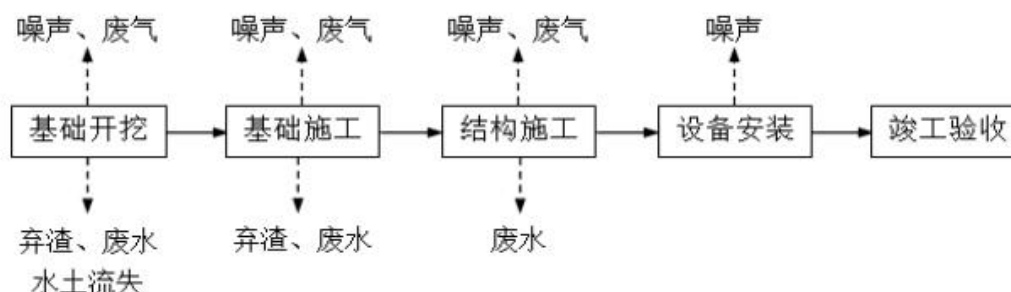 噪声、废气
噪声、废气
噪声、废气
噪声
基础开挖
基础施工
结构施工
设备安装
竣工验收
弃渣、废水
水土流失
弃渣、废水
废水